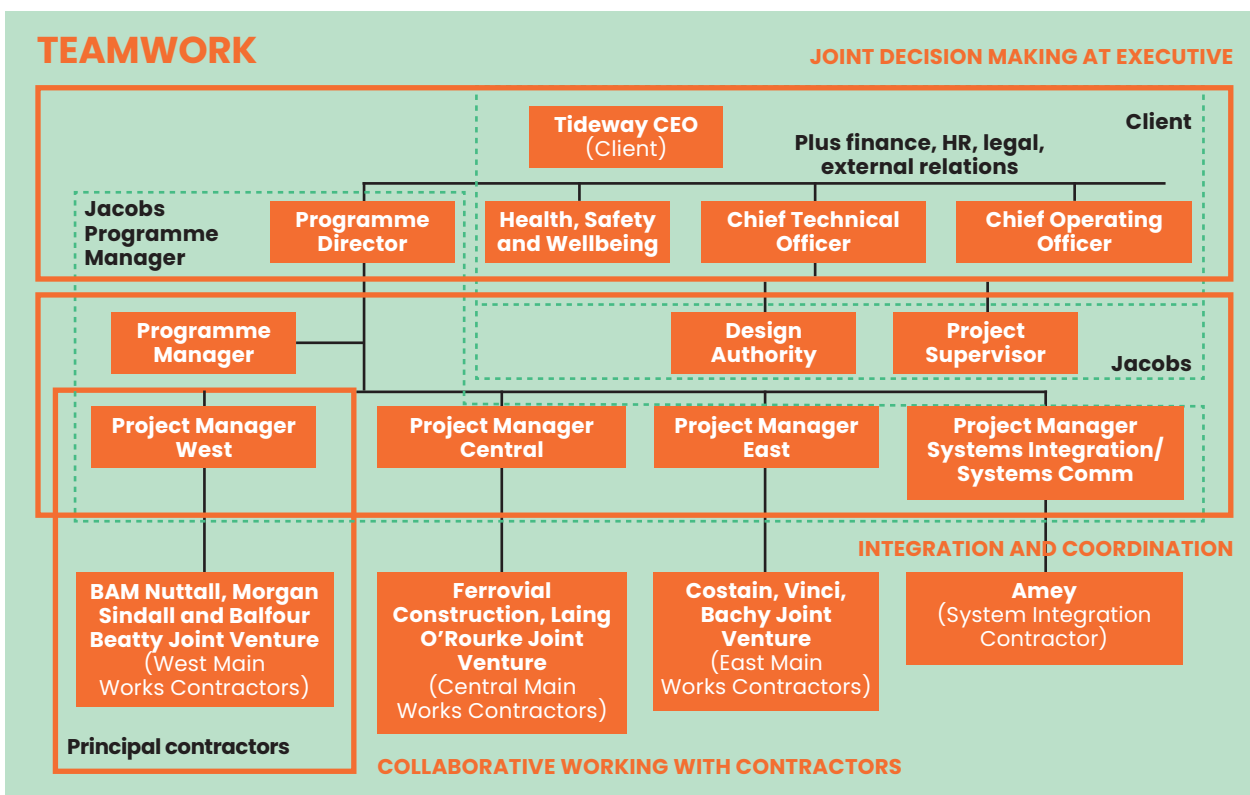 TEAMWORK
JOINT DECISION MAKING AT EXECUTIVE
Tideway CEO
(Client)
Client
Plus finance, HR, legal,
external relations
Jacobs
Programme
Manager
Programme
Director
Health, Safety
and Wellbeing
Chief Technical
Officer
Chief Operating
Officer
Programme
Manager
Design
Authority
Project
Supervisor
Jacobs
Project Manager
West
Project Manager
Central
Project Manager
East
Project Manager
Systems Integration/
Systems Comm
INTEGRATION AND COORDINATION
BAM Nuttall, Morgan
Sindall and Balfour
Beatty Joint Venture
(West Main
Works Contractors)
Ferrovial
Construction, Laing
O’Rourke Joint
Venture
(Central Main
Works Contractors)
Costain, Vinci,
Bachy Joint
Venture
(East Main
Works Contractors)
Amey
(System Integration
Contractor)
Principal contractors
COLLABORATIVE WORKING WITH CONTRACTORS